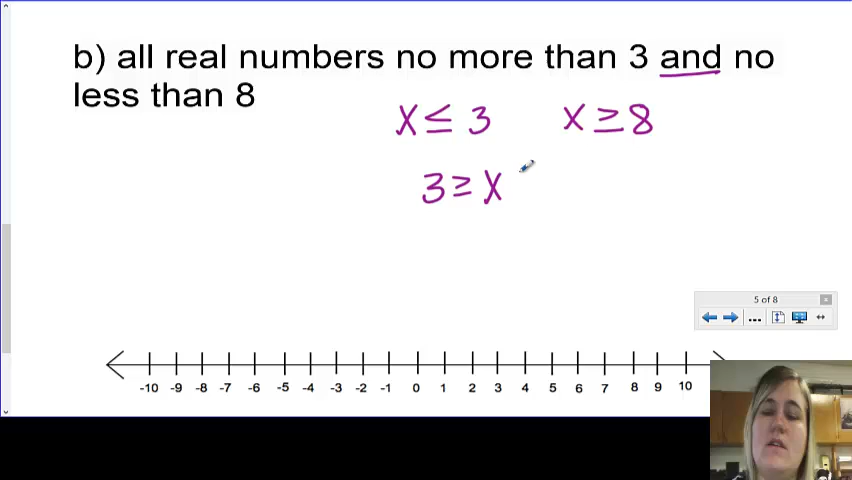 b) all real numbers no more than 3 and no
less than 8
x ≤ 3 x ≥ 8
3 ≥ x
5 of 8
...
-10 -9 -8 -7 -6 -5 -4 -3 -2 -1 0 1 2 3 4 5 6 7 8 9 10